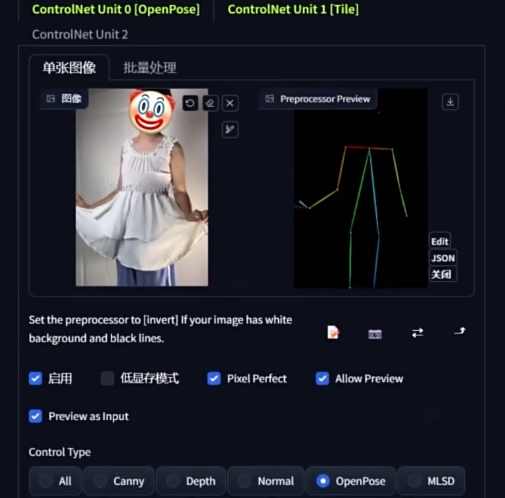 ControlNet Unit 0 [OpenPose]
ControlNet Unit 1 [Tile]
ControlNet Unit 2
单张图像
批量处理
图像
Preprocessor Preview
Edit
JSON
关闭
Set the preprocessor to [invert] If your image has white
background and black lines.
启用
低显存模式
Pixel Perfect
Allow Preview
Preview as Input
Control Type
All
Canny
Depth
Normal
OpenPose
MLSD